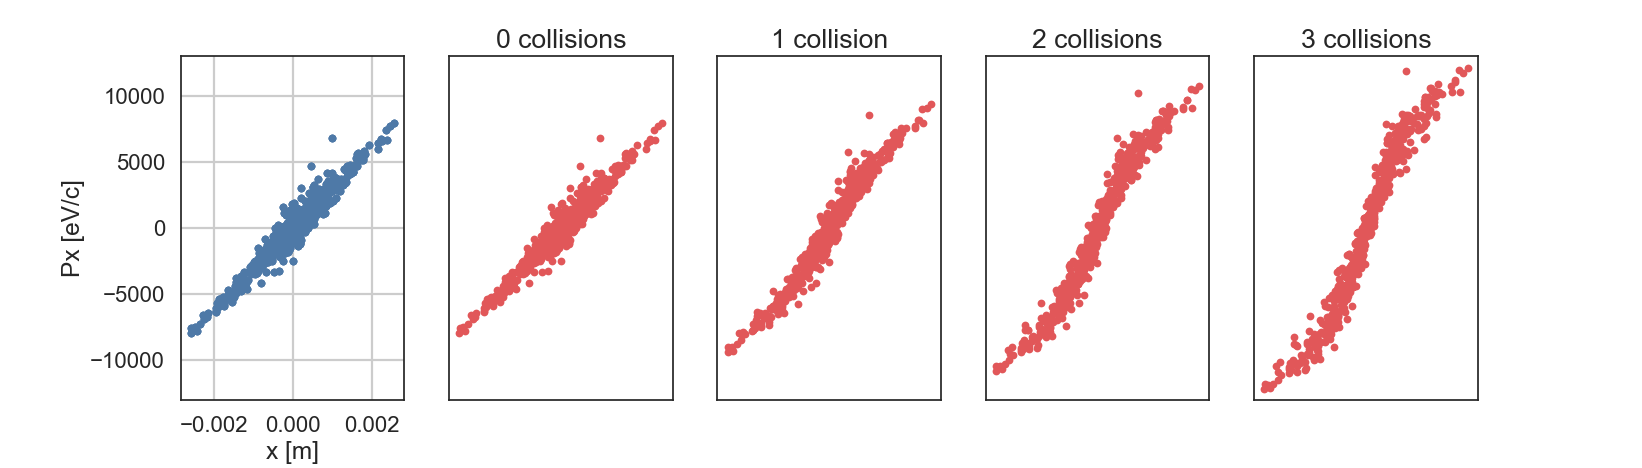 0 collisions
1 collision
2 collisions
3 collisions
10000
5000
0
−5000
−10000
Px [eV/c]
−0.002 0.000 0.002
x [m]